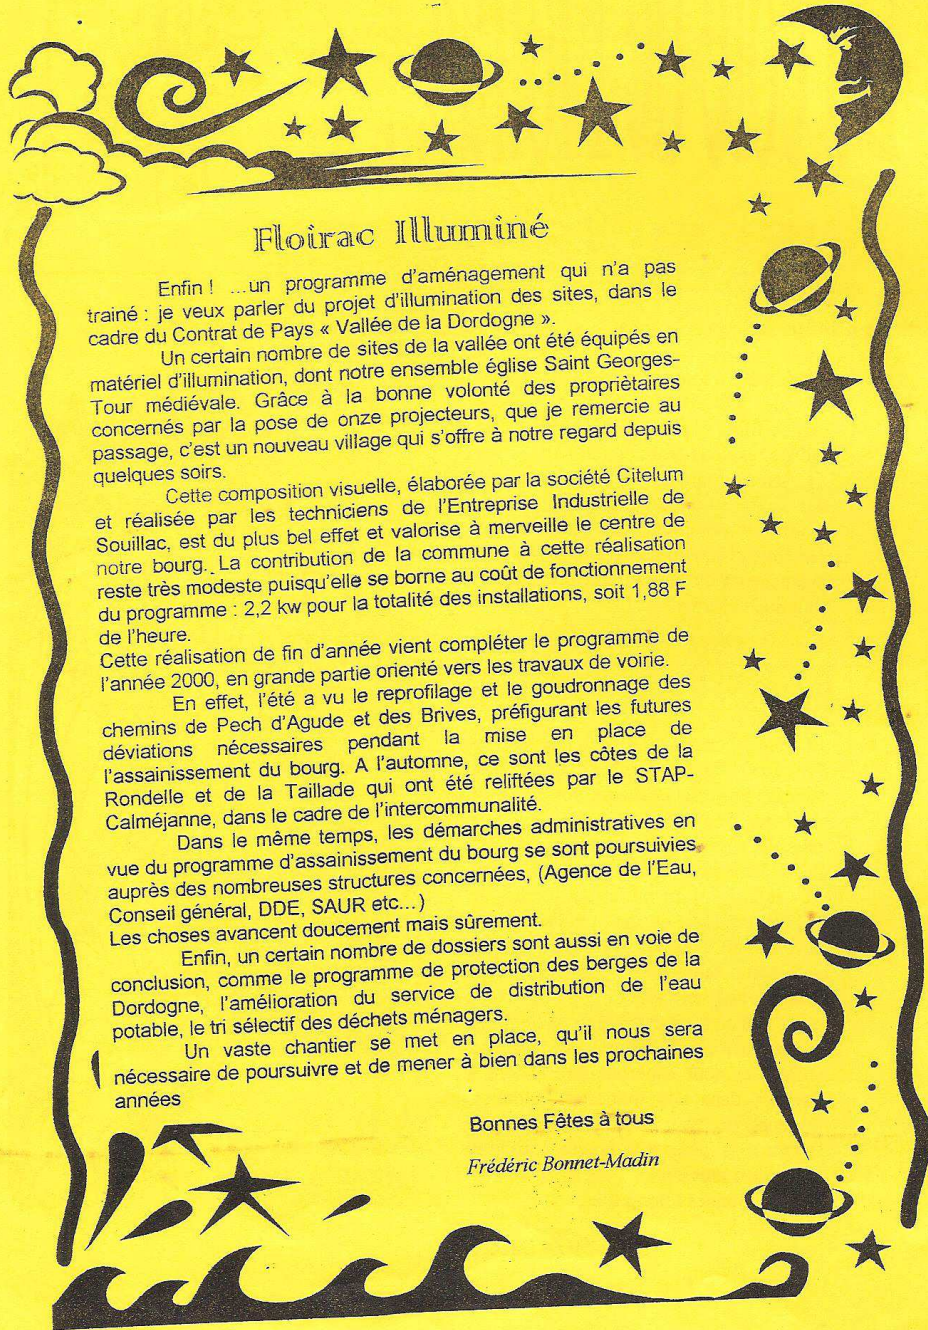 Floirac Illuminé
Enfin ! ...un programme d'aménagement qui n'a pas
trainé : je veux parler du projet d'illumination des sites, dans le
cadre du Contrat de Pays « Vallée de la Dordogne ».
Un certain nombre de sites de la vallée ont été équipés en
matériel d'illumination, dont notre ensemble église Saint Georges-
Tour médiévale. Grâce à la bonne volonté des propriètaires
concernés par la pose de onze projecteurs, que je remercie au
passage, c'est un nouveau village qui s'offre à notre regard depuis
quelques soirs.
Cette composition visuelle, élaborée par la société Citelum
et réalisée par les techniciens de l'Entreprise Industrielle de
Souillac, est du plus bel effet et valorise à merveille le centre de
notre bourg. La contribution de la commune à cette réalisation
reste très modeste puisqu'elle se borne au coût de fonctionnement
du programme : 2,2 kw pour la totalité des installations, soit 1,88 F
de l'heure.
Cette réalisation de fin d'année vient compléter le programme de
l'année 2000, en grande partie orienté vers les travaux de voirie.
En effet, l'été a vu le reprofilage et le goudronnage des
chemins de Pech d'Agude et des Brives, préfigurant les futures
déviations nécessaires pendant la mise en place de
l'assainissement du bourg. A l'automne, ce sont les côtes de la
Rondelle et de la Taillade qui ont été reliftées par le STAP-
Calméjanne, dans le cadre de l'intercommunalité.
Dans le même temps, les démarches administratives en
vue du programme d'assainissement du bourg se sont poursuivies
auprès des nombreuses structures concernées, (Agence de l'Eau,
Conseil général, DDE, SAUR etc...)
Les choses avancent doucement mais sûrement.
Enfin, un certain nombre de dossiers sont aussi en voie de
conclusion, comme le programme de protection des berges de la
Dordogne, l'amélioration du service de distribution de l'eau
potable, le tri sélectif des déchets ménagers.
Un vaste chantier se met en place, qu'il nous sera
nécessaire de poursuivre et de mener à bien dans les prochaines
années
Bonnes Fêtes à tous
Frédéric Bonnet-Madin